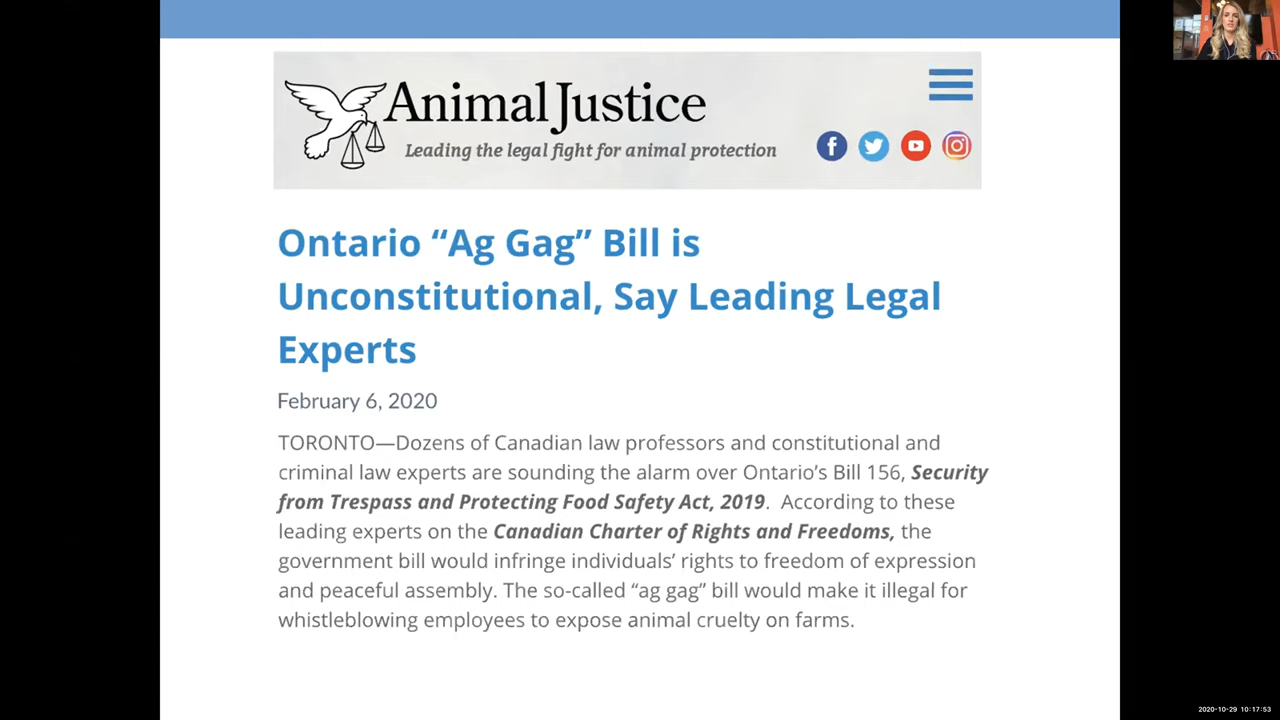 Animal Justice
Leading the legal fight for animal protection
Ontario “Ag Gag” Bill is
Unconstitutional, Say Leading Legal
Experts
February 6, 2020
TORONTO—Dozens of Canadian law professors and constitutional and
criminal law experts are sounding the alarm over Ontario’s Bill 156, Security
from Trespass and Protecting Food Safety Act, 2019.  According to these
leading experts on the Canadian Charter of Rights and Freedoms, the
government bill would infringe individuals’ rights to freedom of expression
and peaceful assembly. The so-called “ag gag” bill would make it illegal for
whistleblowing employees to expose animal cruelty on farms.
2020-10-29 10:17:53